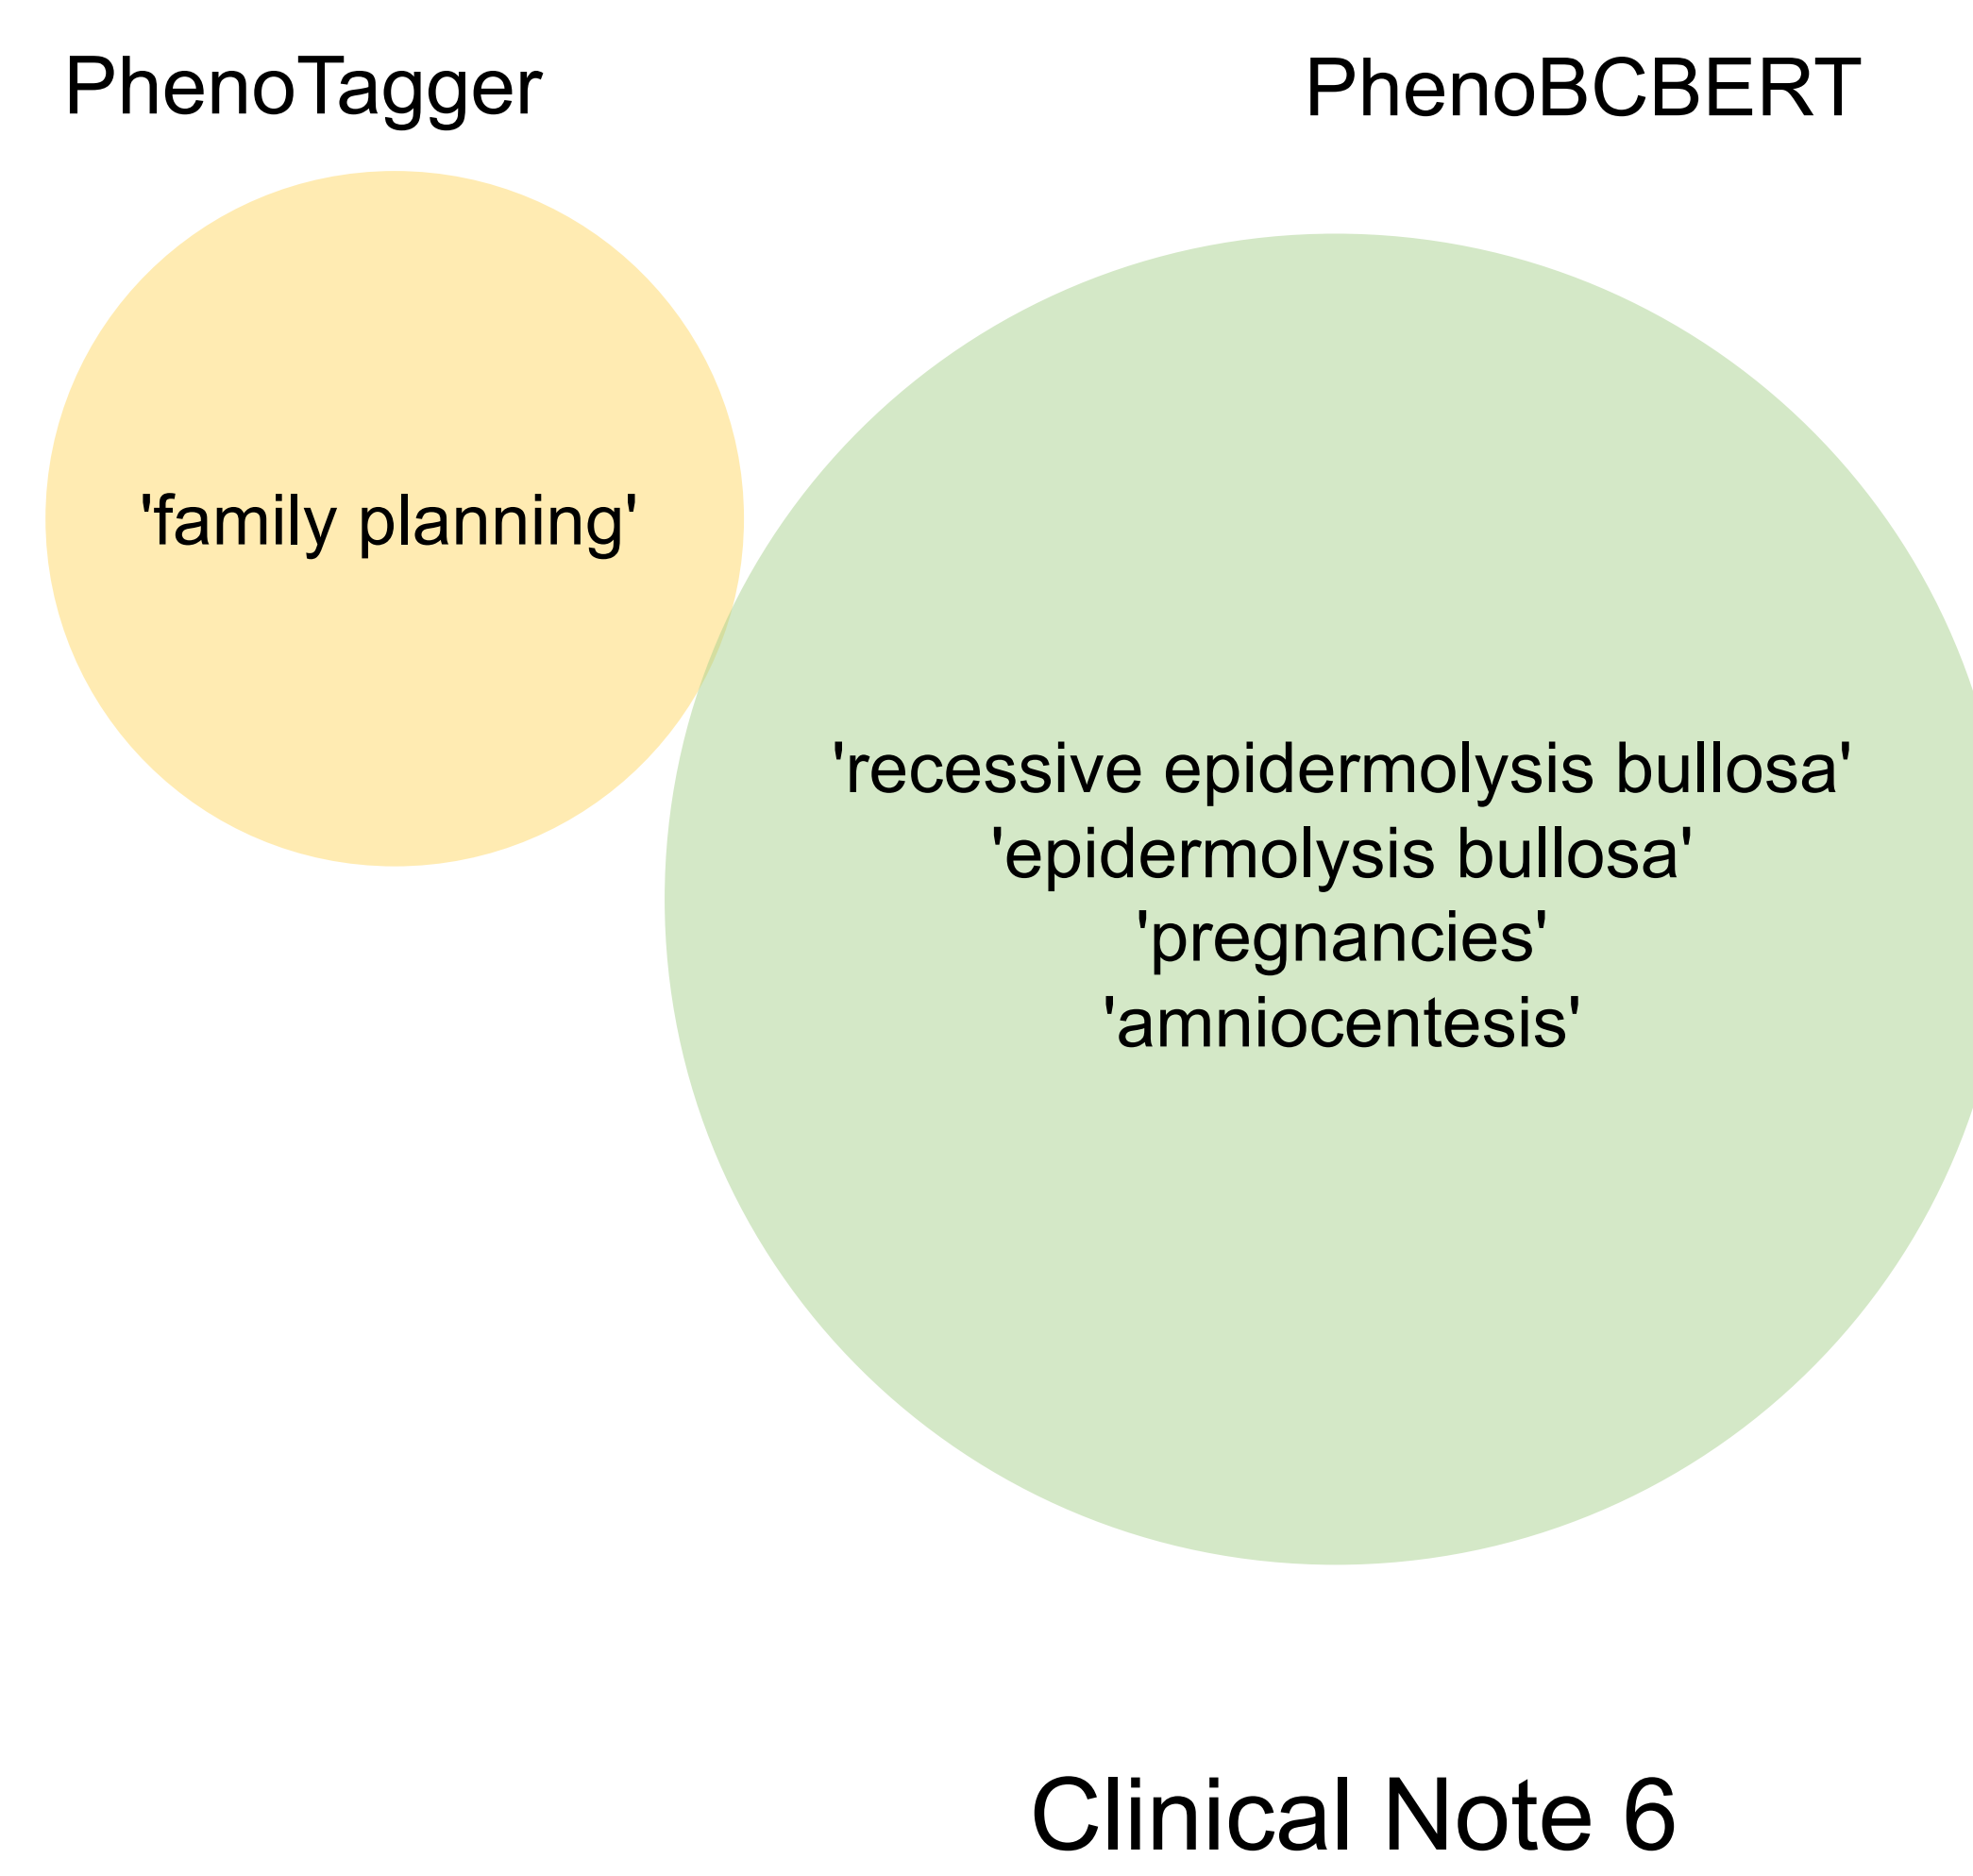 PhenoTagger
PhenoBCBERT
'family planning'
'recessive epidermolysis bullosa'
'epidermolysis bullosa'
'pregnancies'
'amniocentesis'
Clinical Note 6